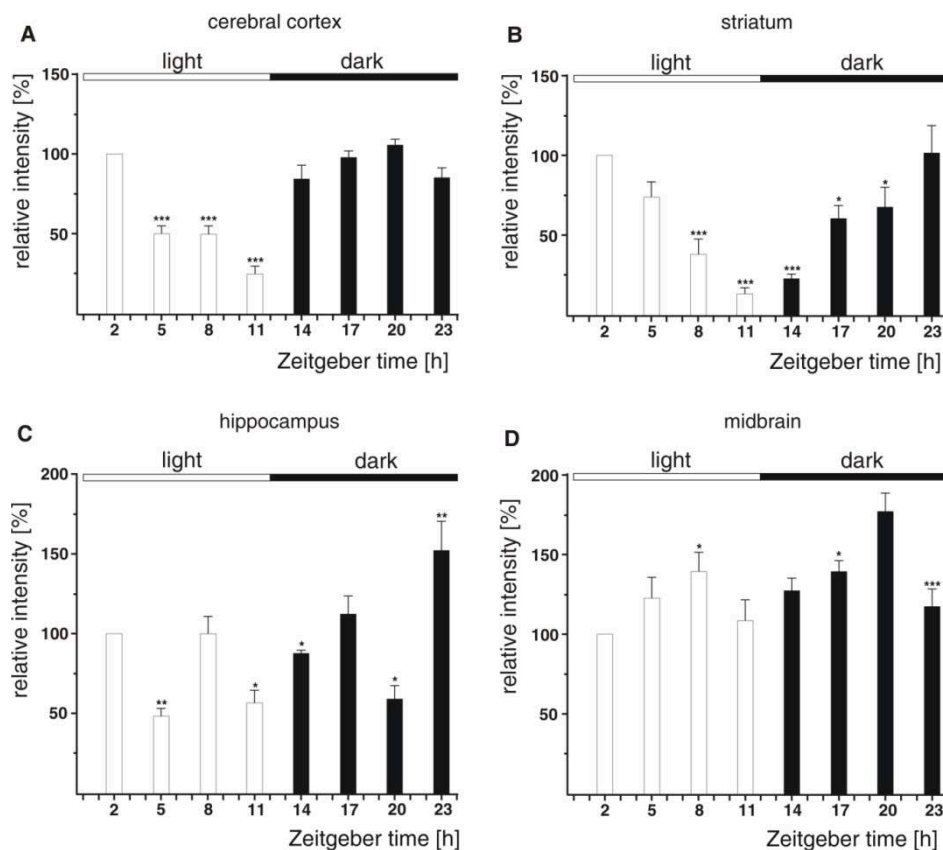 A
cerebral cortex
light dark
150
100
50
relative intensity [%]
***
***
***
2 5 8 11 14 17 20 23
Zeitgeber time [h]
B
striatum
light dark
150
100
50
relative intensity [%]
***
***
***
*
*
2 5 8 11 14 17 20 23
Zeitgeber time [h]
C
hippocampus
light dark
200
150
100
50
relative intensity [%]
**
*
*
*
**
2 5 8 11 14 17 20 23
Zeitgeber time [h]
D
midbrain
light dark
200
150
100
50
relative intensity [%]
*
*
***
2 5 8 11 14 17 20 23
Zeitgeber time [h]